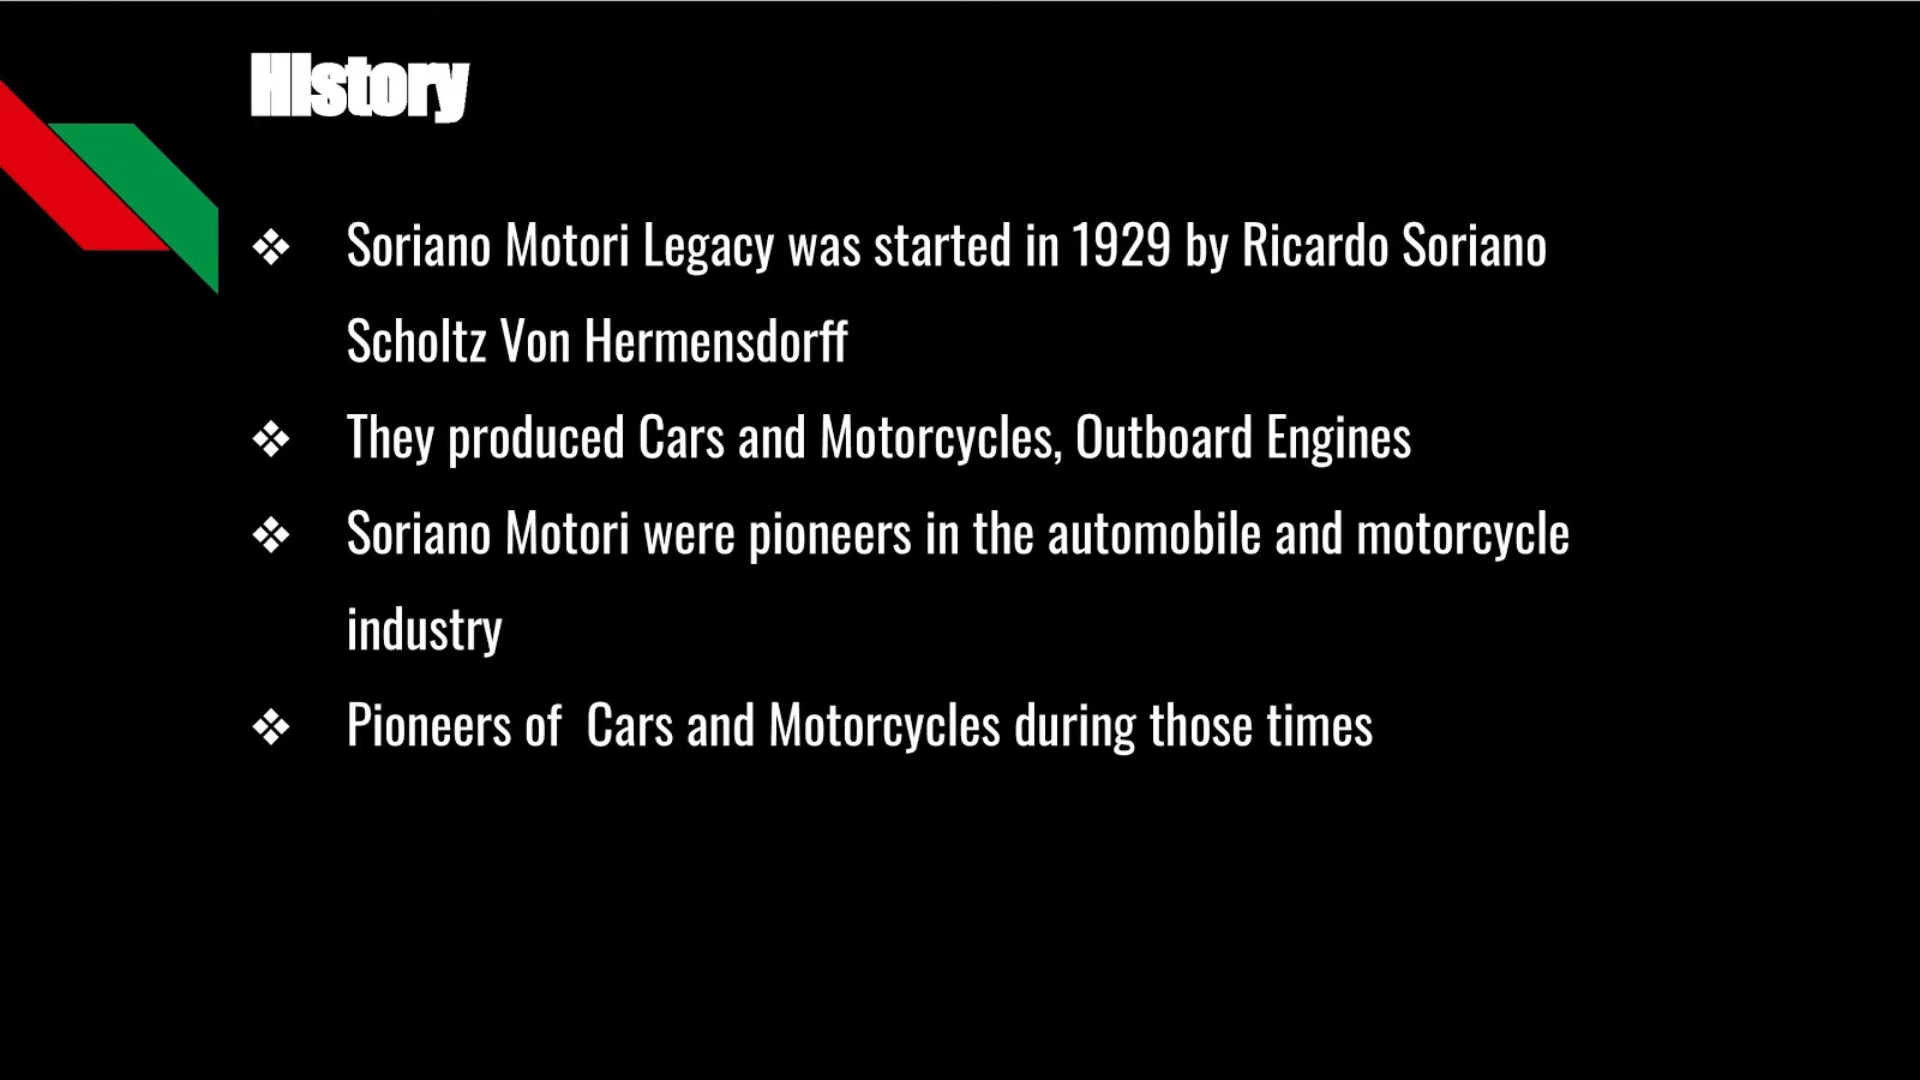 HIstory
❖ Soriano Motori Legacy was started in 1929 by Ricardo Soriano
Scholtz Von Hermensdorff
❖ They produced Cars and Motorcycles, Outboard Engines
❖ Soriano Motori were pioneers in the automobile and motorcycle
industry
❖ Pioneers of  Cars and Motorcycles during those times